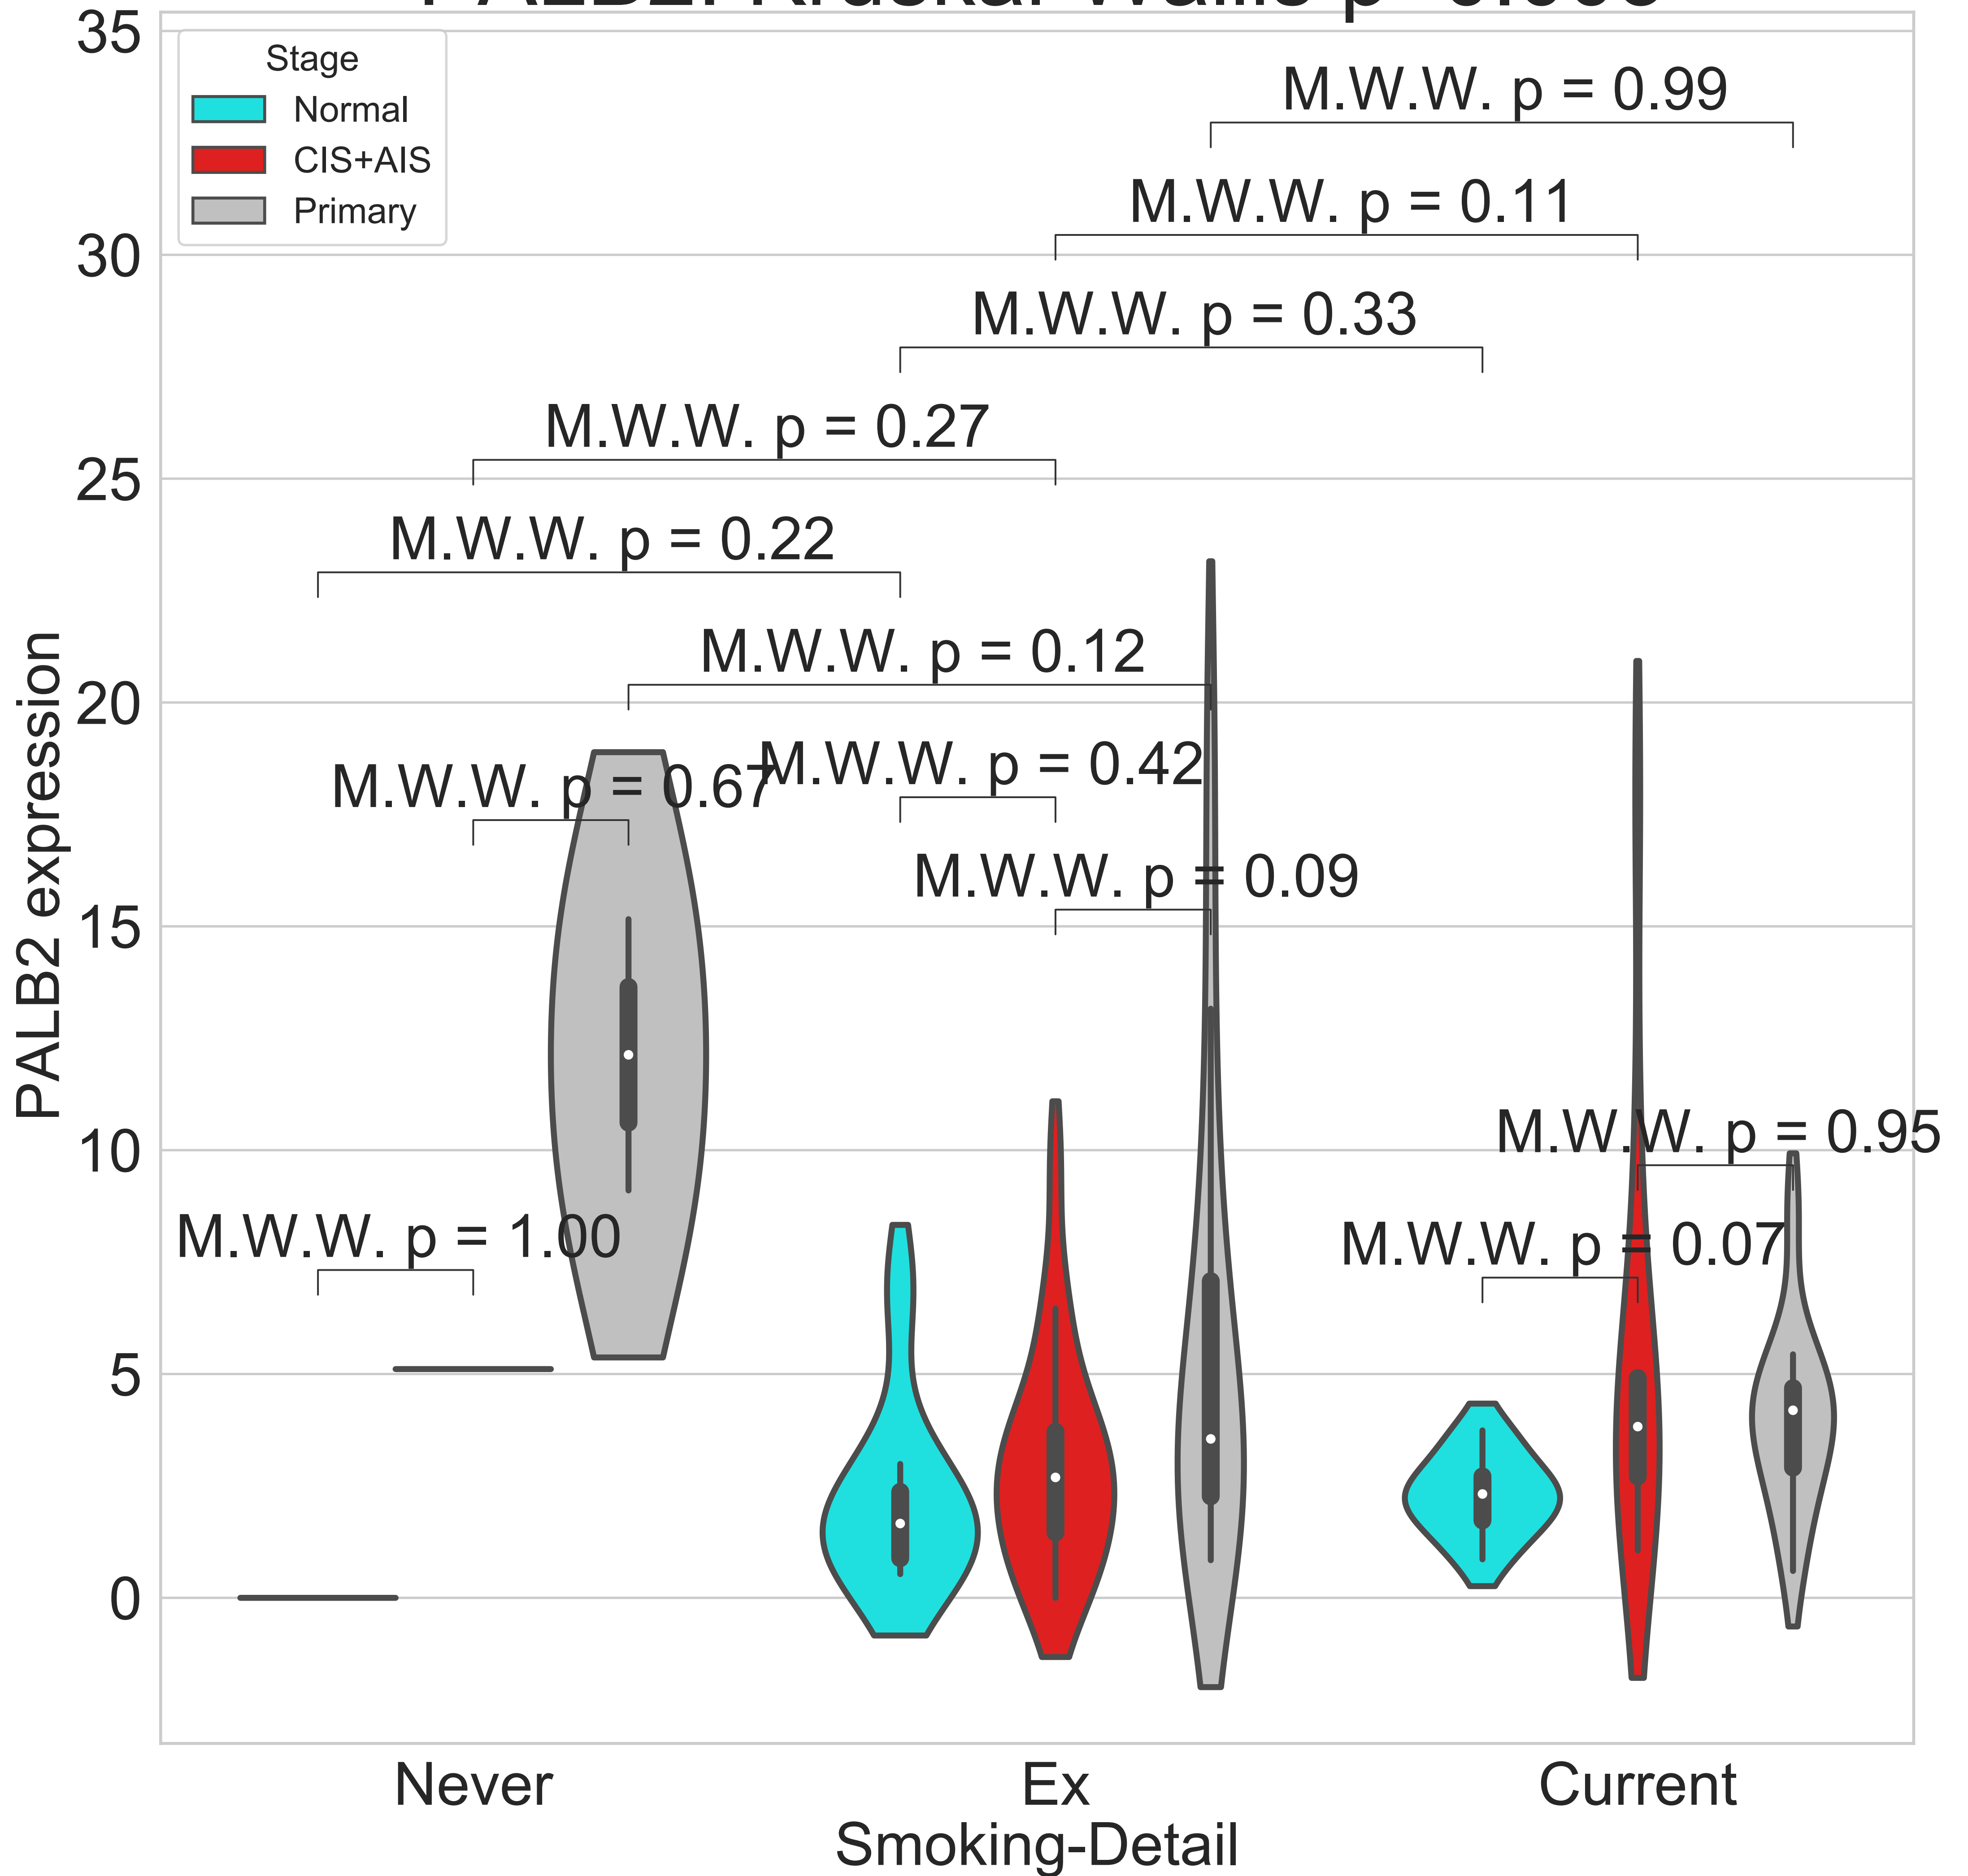 35
Stage
Normal
CIS+AIS
Primary
M.W.W. p = 0.99
M.W.W. p = 0.11
30
M.W.W. p = 0.33
M.W.W. p = 0.27
25
M.W.W. p = 0.22
M.W.W. p = 0.12
20
M.W.W. p = 0.67
M.W.W. p = 0.42
M.W.W. p = 0.09
15
PALB2 expression
10
M.W.W. p = 0.95
M.W.W. p = 1.00
M.W.W. p = 0.07
5
0
Never
Ex
Current
Smoking-Detail